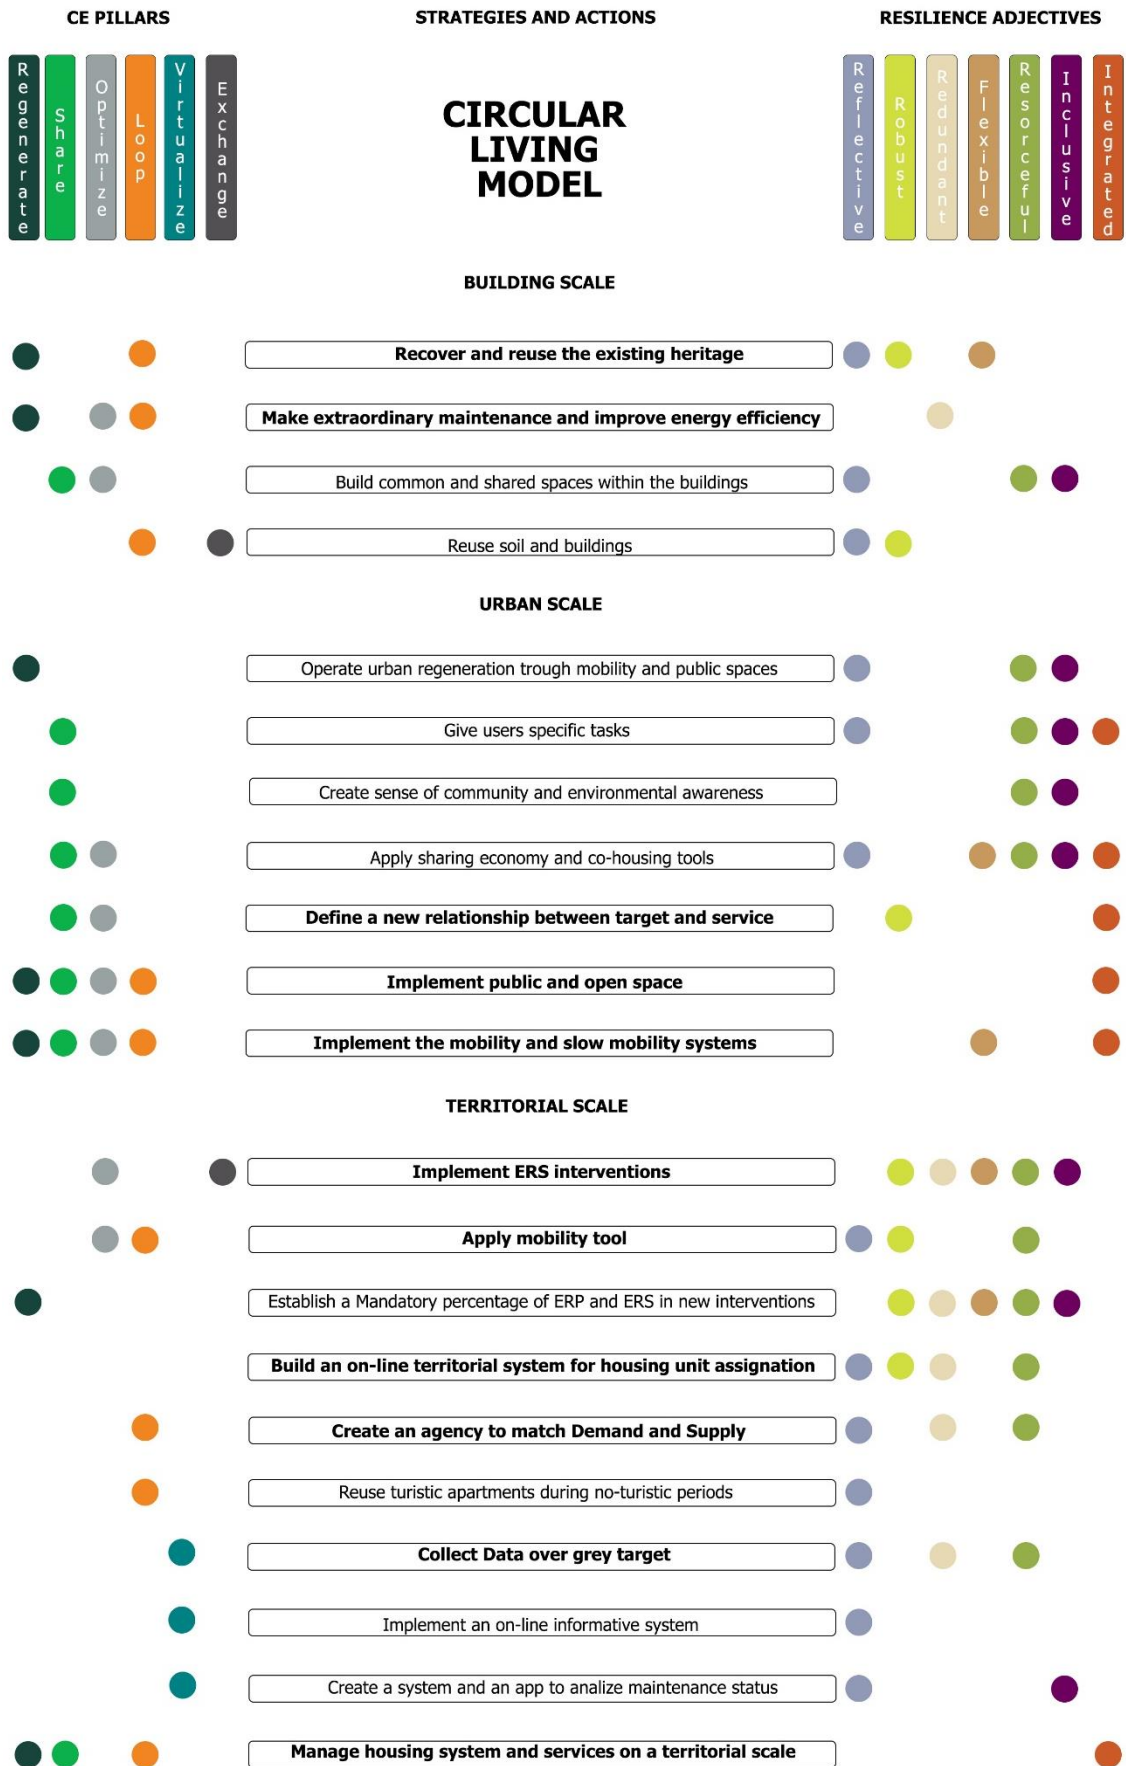 CE PILLARS
STRATEGIES AND ACTIONS
RESILIENCE ADJECTIVES
Regenerate
Share
Optimize
Loop
Virtualize
Exchange
CIRCULAR
LIVING
MODEL
Reflective
Robust
Redundant
Flexible
Resorceful
Inclusive
Integrated
BUILDING SCALE
Recover and reuse the existing heritage
Make extraordinary maintenance and improve energy efficiency
Build common and shared spaces within the buildings
Reuse soil and buildings
URBAN SCALE
Operate urban regeneration trough mobility and public spaces
Give users specific tasks
Create sense of community and environmental awareness
Apply sharing economy and co-housing tools
Define a new relationship between target and service
Implement public and open space
Implement the mobility and slow mobility systems
TERRITORIAL SCALE
Implement ERS interventions
Apply mobility tool
Establish a Mandatory percentage of ERP and ERS in new interventions
Build an on-line territorial system for housing unit assignation
Create an agency to match Demand and Supply
Reuse turistic apartments during no-turistic periods
Collect Data over grey target
Implement an on-line informative system
Create a system and an app to analize maintenance status
Manage housing system and services on a territorial scale